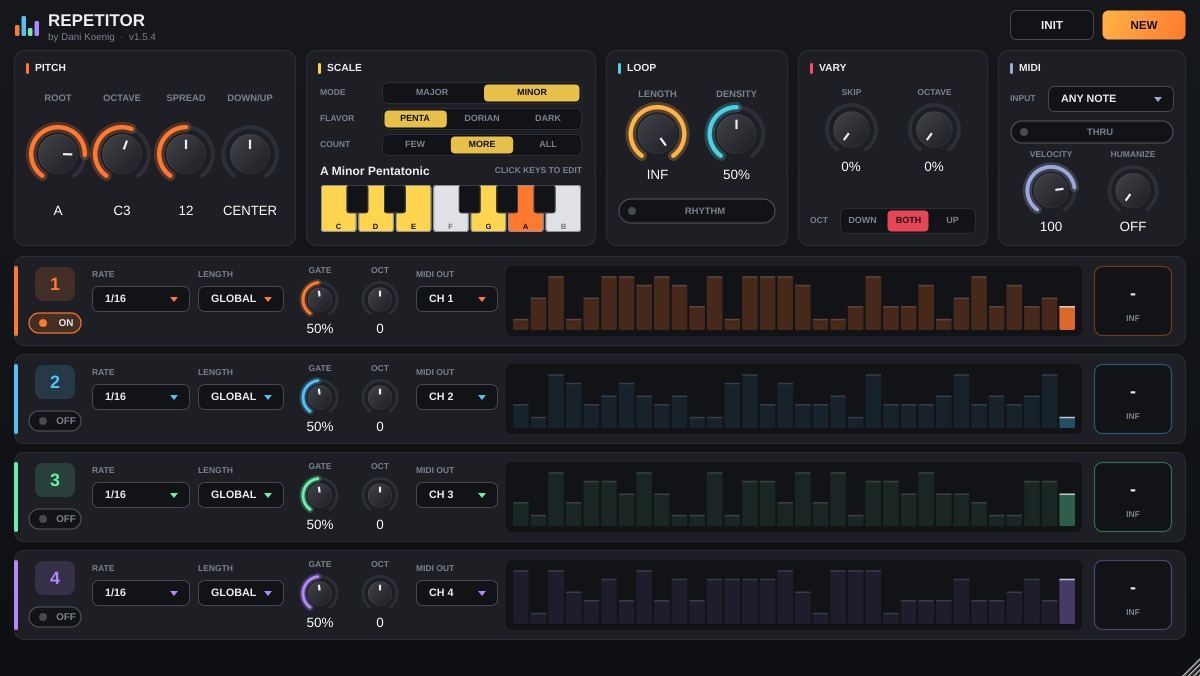 REPETITOR
by Dani Koenig · v1.5.4
INIT
NEW
PITCH
ROOT OCTAVE SPREAD DOWN/UP
A C3 12 CENTER
SCALE
MODE MAJOR MINOR
FLAVOR PENTA DORIAN DARK
COUNT FEW MORE ALL
A Minor Pentatonic CLICK KEYS TO EDIT
C D E F G A B
LOOP
LENGTH DENSITY
INF 50%
RHYTHM
VARY
SKIP OCTAVE
0% 0%
OCT DOWN BOTH UP
MIDI
INPUT ANY NOTE
THRU
VELOCITY HUMANIZE
100 OFF
1 RATE LENGTH GATE OCT MIDI OUT
1/16 GLOBAL CH 1 -
ON 50% 0 INF
2 RATE LENGTH GATE OCT MIDI OUT
1/16 GLOBAL CH 2 -
OFF 50% 0 INF
3 RATE LENGTH GATE OCT MIDI OUT
1/16 GLOBAL CH 3 -
OFF 50% 0 INF
4 RATE LENGTH GATE OCT MIDI OUT
1/16 GLOBAL CH 4 -
OFF 50% 0 INF